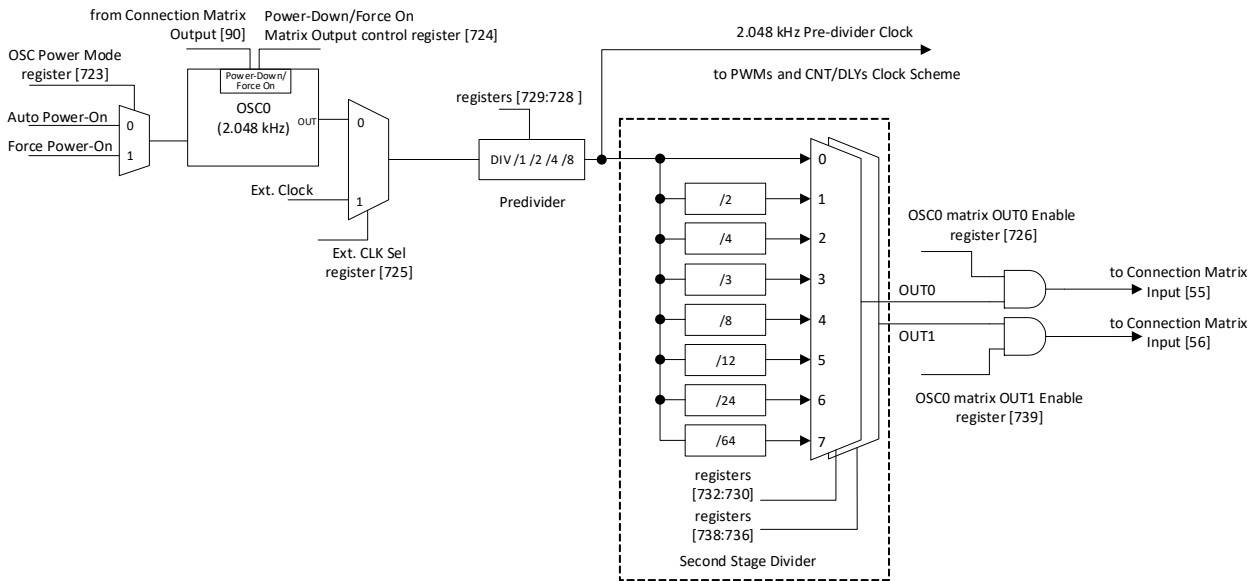 from Connection Matrix
Output [90]
Power-Down/Force On
Matrix Output control register [724]
OSC Power Mode
register [723]
Auto Power-On
Force Power-On
0
1
Power-Down/
Force On
OSC0
(2.048 kHz)
OUT
0
1
Ext. Clock
Ext. CLK Sel
register [725]
registers [729:728 ]
DIV /1 /2 /4 /8
Predivider
2.048 kHz Pre-divider Clock
to PWMs and CNT/DLYs Clock Scheme
0
/2
1
/4
2
/3
3
/8
4
/12
5
/24
6
/64
7
registers
[732:730]
registers
[738:736]
Second Stage Divider
OSC0 matrix OUT0 Enable
register [726]
OUT0
to Connection Matrix
Input [55]
OUT1
to Connection Matrix
Input [56]
OSC0 matrix OUT1 Enable
register [739]